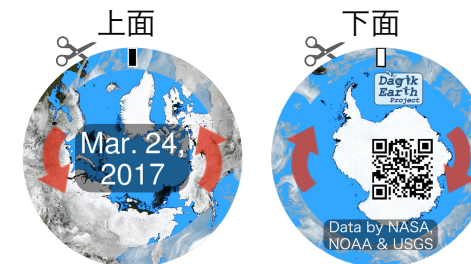 上面
下面
Mar. 24,
2017
Dagik
Earth
Project
Data by NASA,
NOAA & USGS